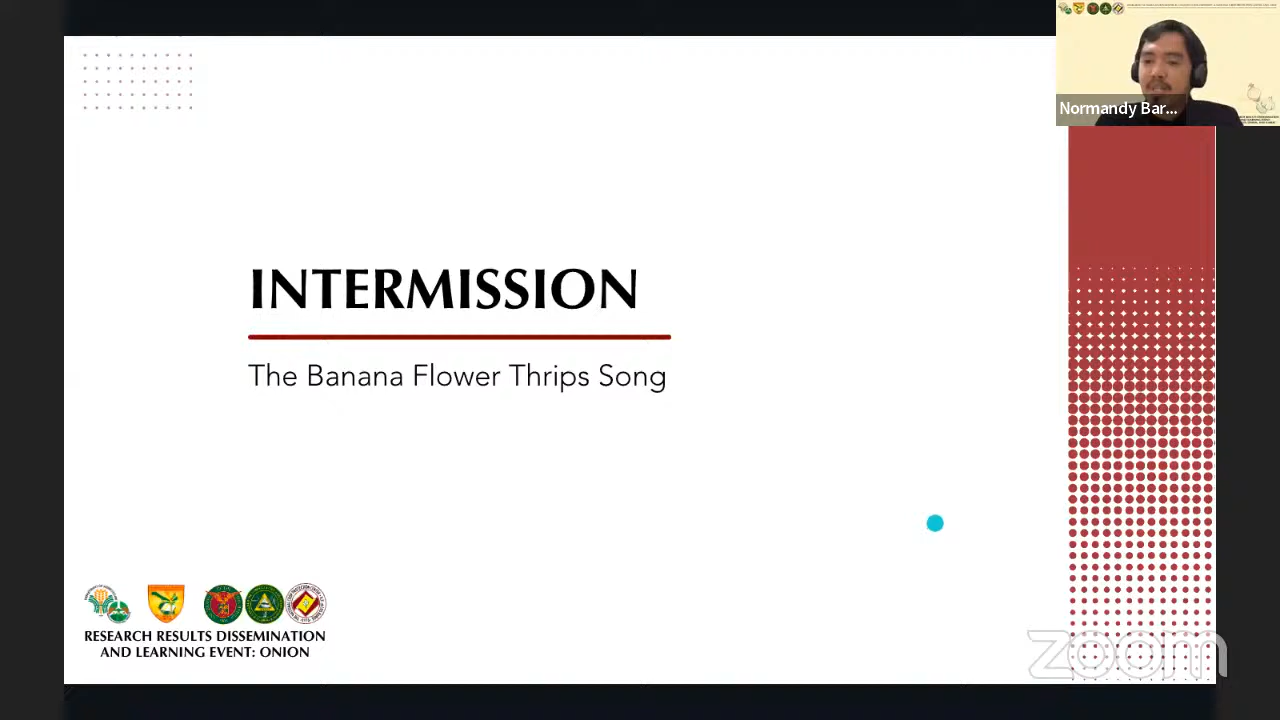 Normandy Bar...
INTERMISSION
The Banana Flower Thrips Song
RESEARCH RESULTS DISSEMINATION
AND LEARNING EVENT: ONION
zoom